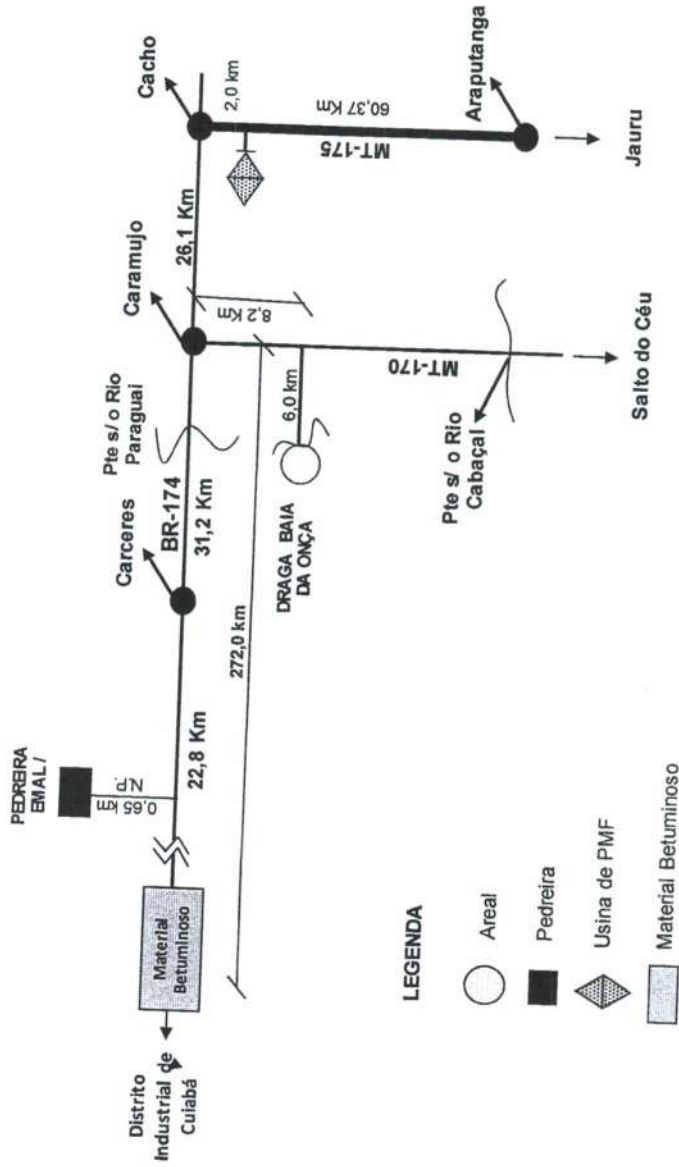 Cacho
2,0 km
Caramujo
26,1 Km
60,37 Km
MT-175
Araputanga
Jauru
8,2 Km
Pte s/ o Rio
Paraguai
BR-174
31,2 Km
Carceres
6,0 km
DRAGA BAIA
DA ONÇA
MT-170
Pte s/ o Rio
Cabaçal
Salto do Céu
272,0 km
22,8 Km
PEDREIRA
EMAL /
0,65 km
N.P.
Material
Betuminoso
Distrito
Industrial de
Cuiabá
LEGENDA
Areal
Pedreira
Usina de PMF
Material Betuminoso